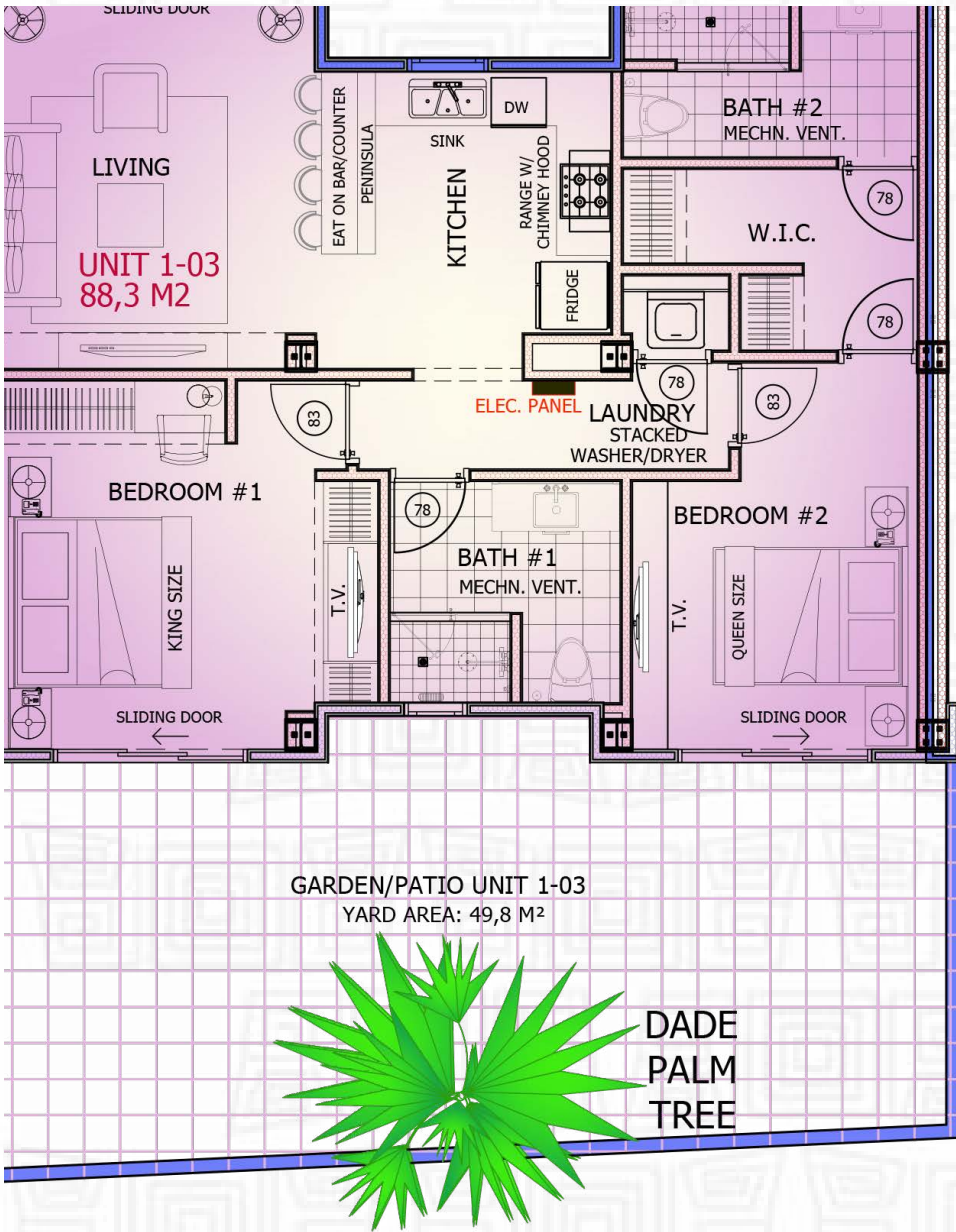 SLIDING DOOR
LIVING
UNIT 1-03
88,3 M2
EAT ON BAR/COUNTER
PENINSULA
SINK
DW
KITCHEN
RANGE W/
CHIMNEY HOOD
FRIDGE
BATH #2
MECHN. VENT.
W.I.C.
78
78
ELEC. PANEL
LAUNDRY
STACKED
WASHER/DRYER
78
83
83
BEDROOM #1
KING SIZE
T.V.
SLIDING DOOR
78
BATH #1
MECHN. VENT.
BEDROOM #2
T.V.
QUEEN SIZE
SLIDING DOOR
GARDEN/PATIO UNIT 1-03
YARD AREA: 49,8 M²
DADE
PALM
TREE